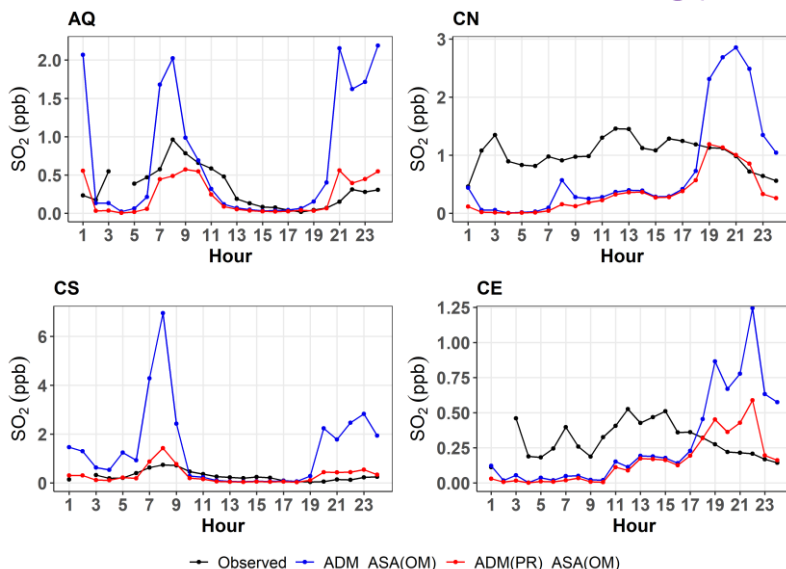 AQ
CN
SO2 (ppb)
2.0
1.5
1.0
0.5
0.0
1 3 5 7 9 11 13 15 17 19 21 23
Hour
SO2 (ppb)
3
2
1
0
1 3 5 7 9 11 13 15 17 19 21 23
Hour
CS
CE
SO2 (ppb)
6
4
2
0
1 3 5 7 9 11 13 15 17 19 21 23
Hour
SO2 (ppb)
1.25
1.00
0.75
0.50
0.25
0.00
1 3 5 7 9 11 13 15 17 19 21 23
Hour
Observed ADM ASA(OM) ADM(PR) ASA(OM)